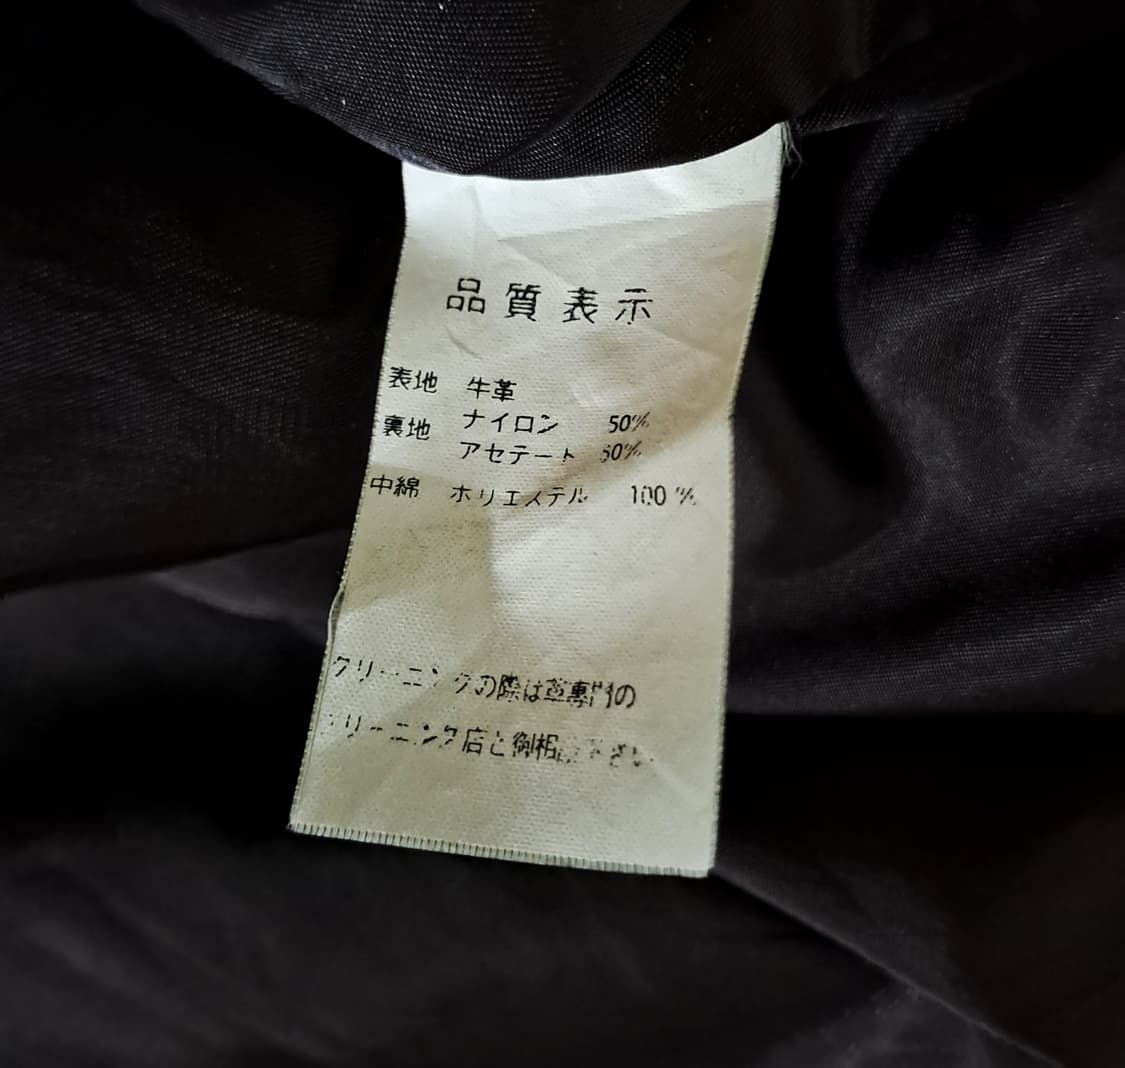 品質表示
表地 牛革
裏地 ナイロン 50%
アセテート 50%
中綿 ポリエステル 100%
クリーニングの際は革専門の
クリーニング店と御相談下さい